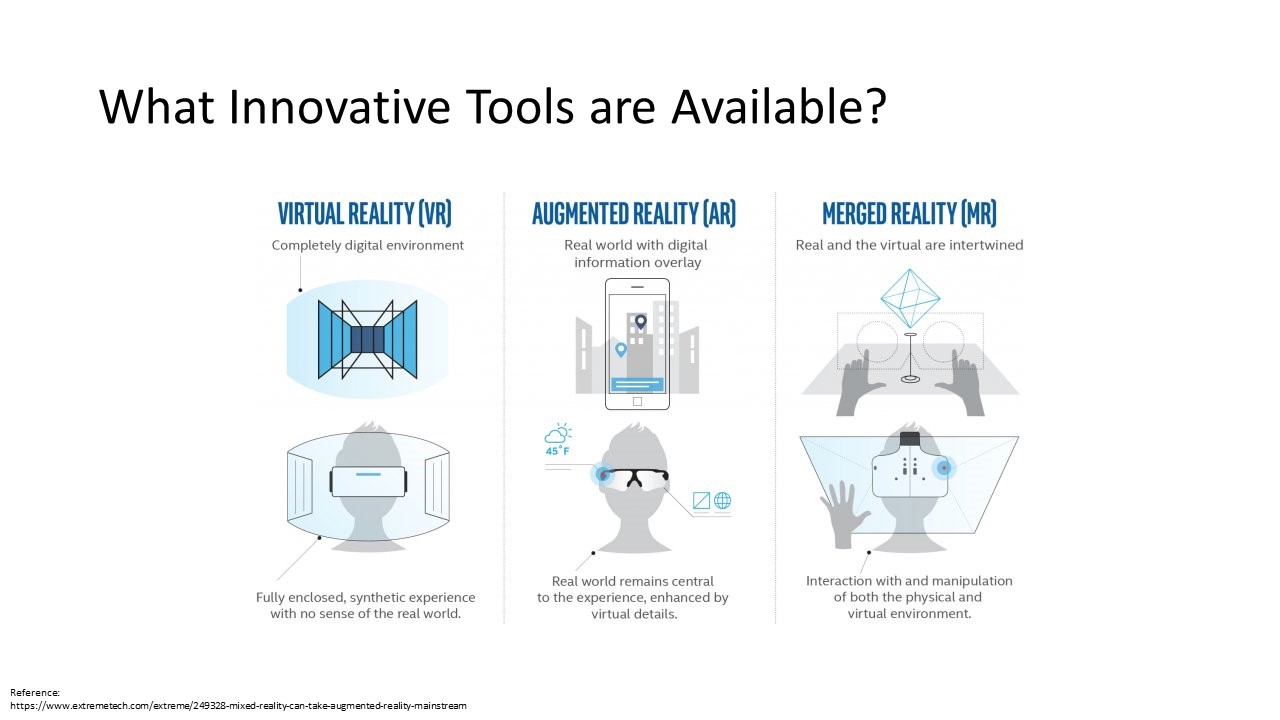 What Innovative Tools are Available?
VIRTUAL REALITY (VR)
Completely digital environment
Fully enclosed, synthetic experience
with no sense of the real world.
AUGMENTED REALITY (AR)
Real world with digital
information overlay
45°F
Real world remains central
to the experience, enhanced by
virtual details.
MERGED REALITY (MR)
Real and the virtual are intertwined
Interaction with and manipulation
of both the physical and
virtual environment.
Reference:
https://www.extremetech.com/extreme/249328-mixed-reality-can-take-augmented-reality-mainstream